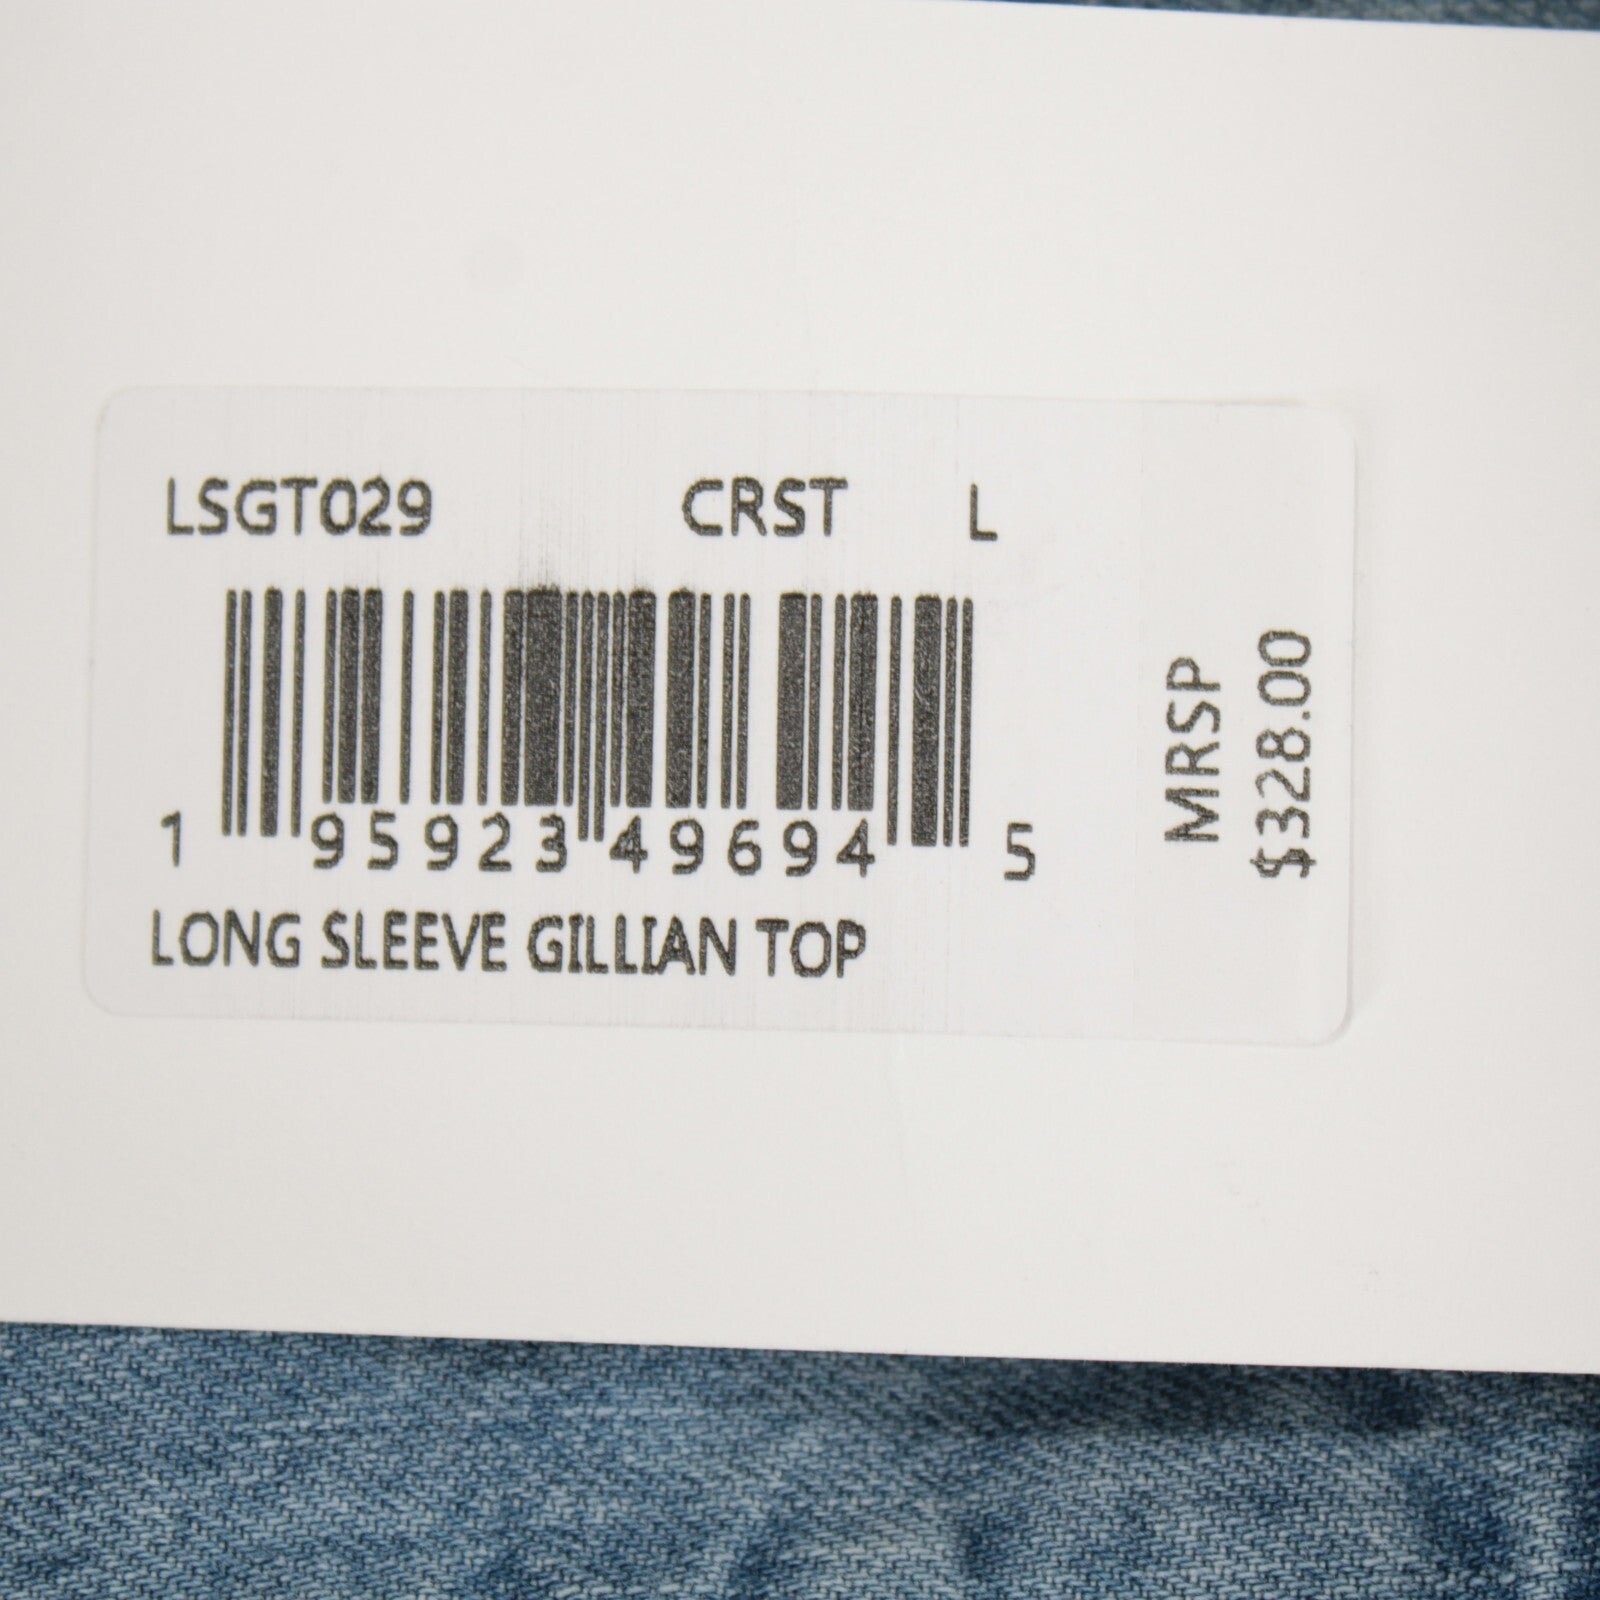 LSGT029 CRST L
1 95923 49694 5
LONG SLEEVE GILLIAN TOP
MRSP
$328.00